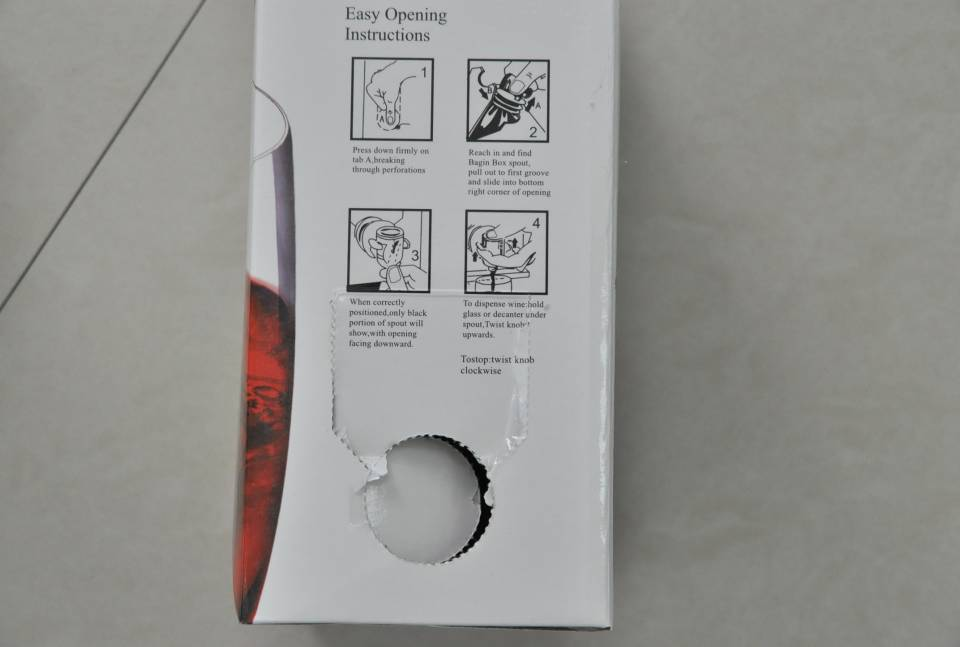 Easy Opening
Instructions
1
A
Press down firmly on
tab A,breaking
through perforations
B
A
2
Reach in and find
Bagin Box spout,
pull out to first groove
and slide into bottom
right corner of opening
3
When correctly
positioned,only black
portion of spout will
show,with opening
facing downward.
4
To dispense wine:hold
glass or decanter under
spout,Twist knob
upwards.
Tostop:twist knob
clockwise